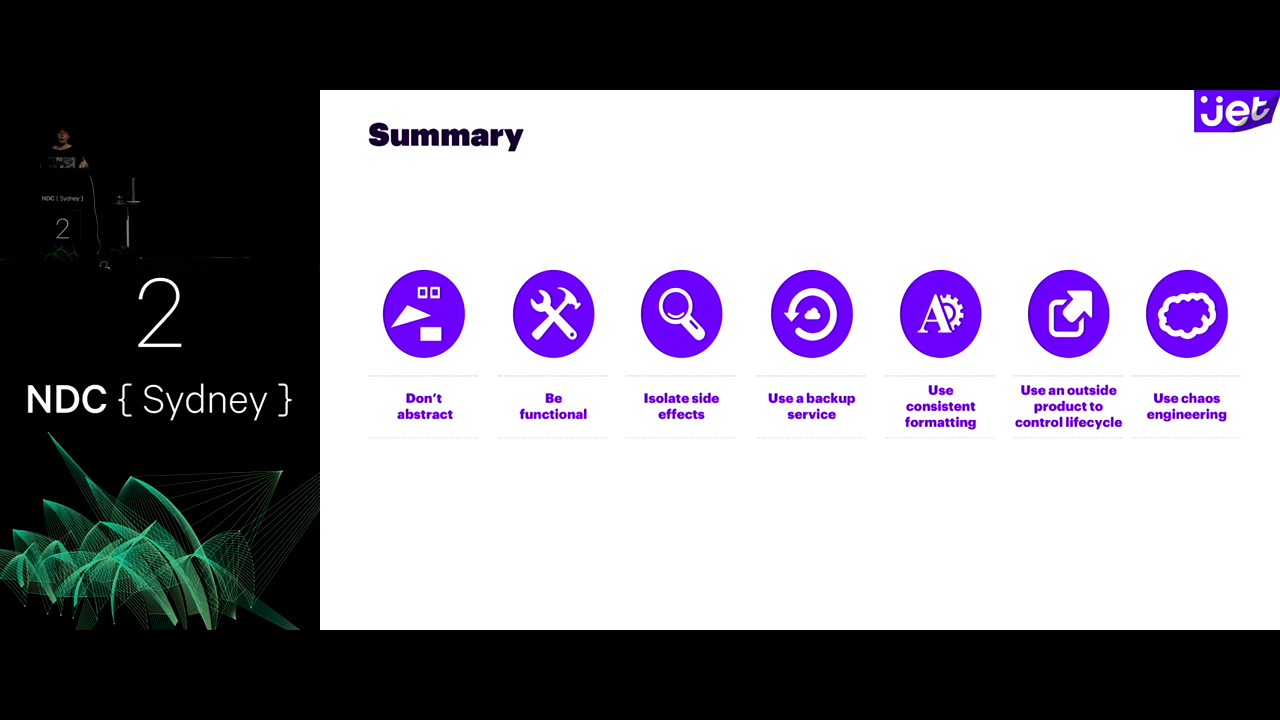 Summary
jet
Don't
abstract
Be
functional
Isolate side
effects
Use a backup
service
Use
consistent
formatting
Use an outside
product to
control lifecycle
Use chaos
engineering
NDC { Sydney }
2
2
NDC { Sydney }